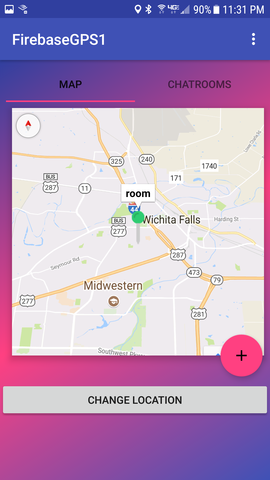 90% 11:31 PM
FirebaseGPS1
MAP
CHATROOMS
325
240
1740
171
BUS
287
11
room
BUS
277
Wichita Falls
Harding St
Seymour Rd
287
277
473
79
Midwestern
281
277
Southwest Pkwy
+
CHANGE LOCATION